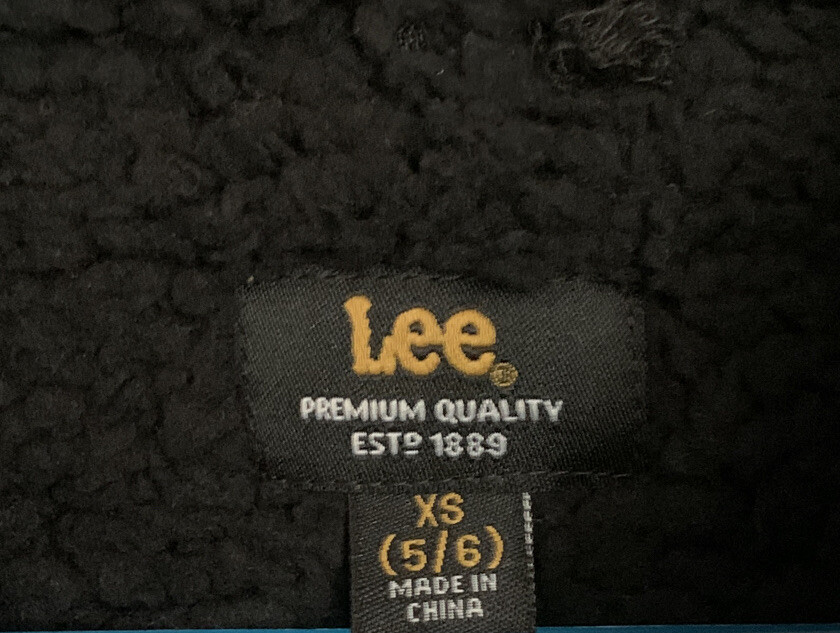 Lee®
PREMIUM QUALITY
ESTD 1889
XS
(5/6)
MADE IN
CHINA